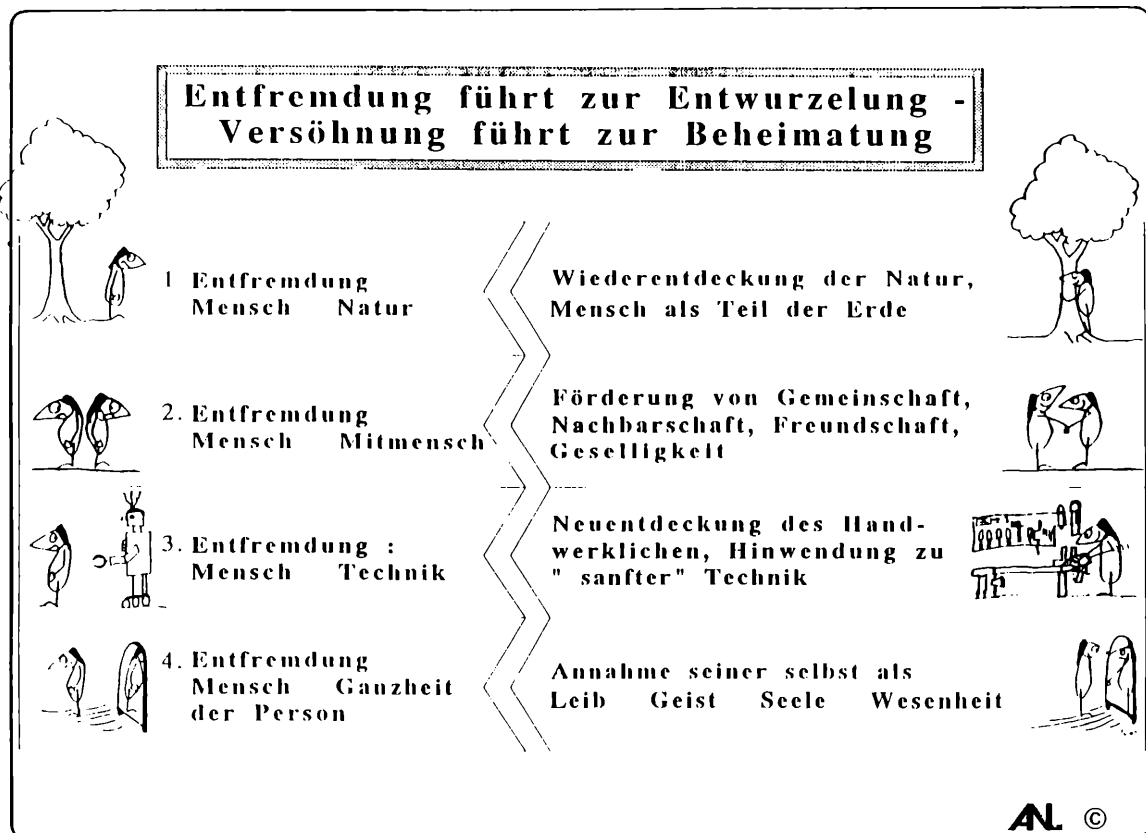 Entfremdung führt zur Entwurzelung -
Versöhnung führt zur Beheimatung
1 Entfremdung
Mensch Natur
Wiederentdeckung der Natur,
Mensch als Teil der Erde
2. Entfremdung
Mensch Mitmensch
Förderung von Gemeinschaft,
Nachbarschaft, Freundschaft,
Geselligkeit
3. Entfremdung :
Mensch Technik
Neuentdeckung des Hand-
werklichen, Hinwendung zu
" sanfter" Technik
4. Entfremdung
Mensch Ganzheit
der Person
Annahme seiner selbst als
Leib Geist Seele Wesenheit
ANL ©